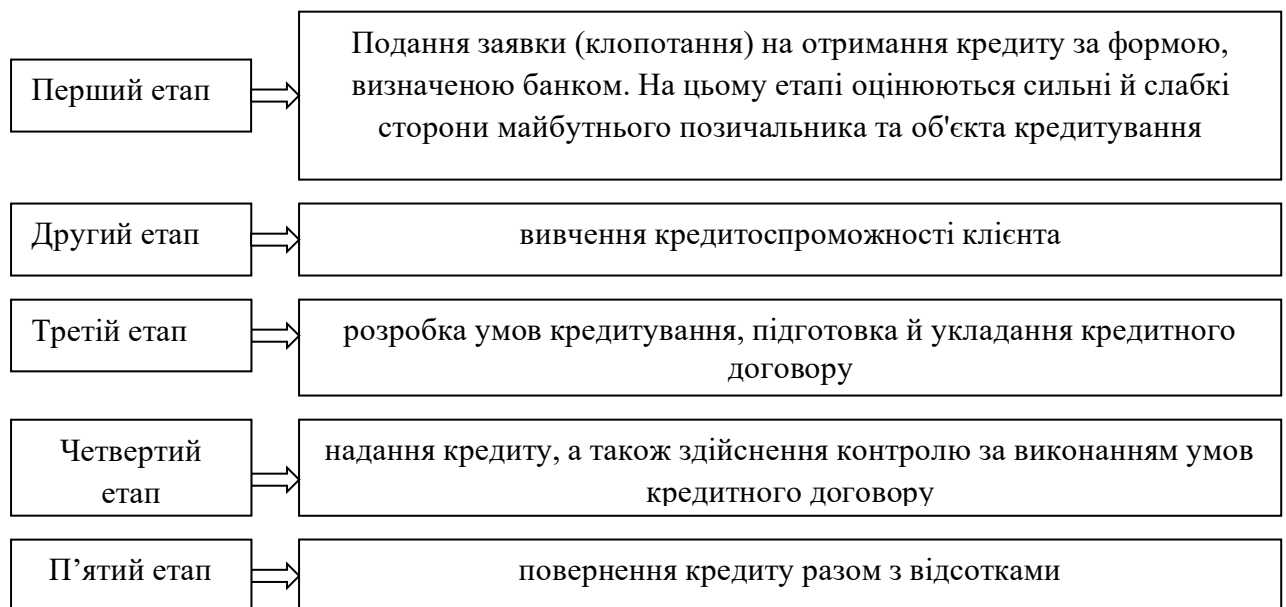 Перший етап
Подання заявки (клопотання) на отримання кредиту за формою,
визначеною банком. На цьому етапі оцінюються сильні й слабкі
сторони майбутнього позичальника та об'єкта кредитування
Другий етап
вивчення кредитоспроможності клієнта
Третій етап
розробка умов кредитування, підготовка й укладання кредитного
договору
Четвертий
етап
надання кредиту, а також здійснення контролю за виконанням умов
кредитного договору
П’ятий етап
повернення кредиту разом з відсотками